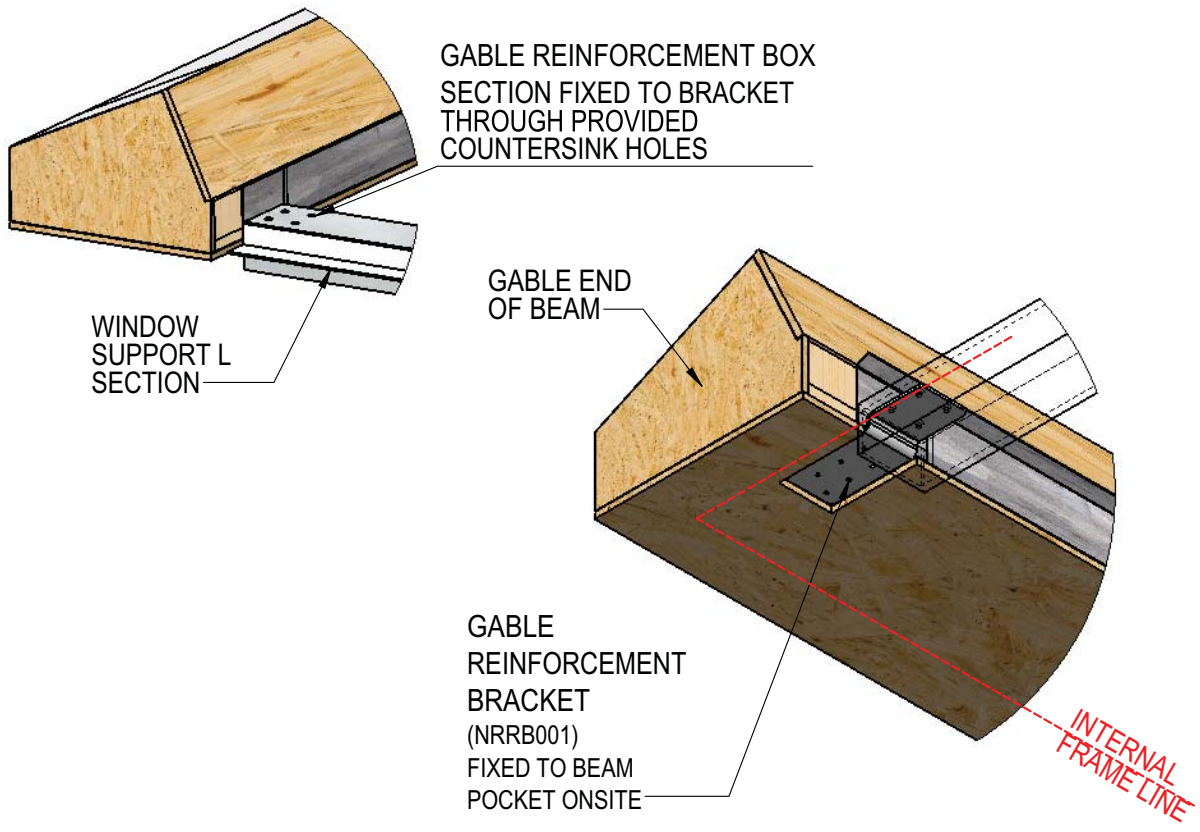 GABLE REINFORCEMENT BOX
SECTION FIXED TO BRACKET
THROUGH PROVIDED
COUNTERSINK HOLES
WINDOW
SUPPORT L
SECTION
GABLE END
OF BEAM
GABLE
REINFORCEMENT
BRACKET
(NRRB001)
FIXED TO BEAM
POCKET ONSITE
INTERNAL
FRAME LINE